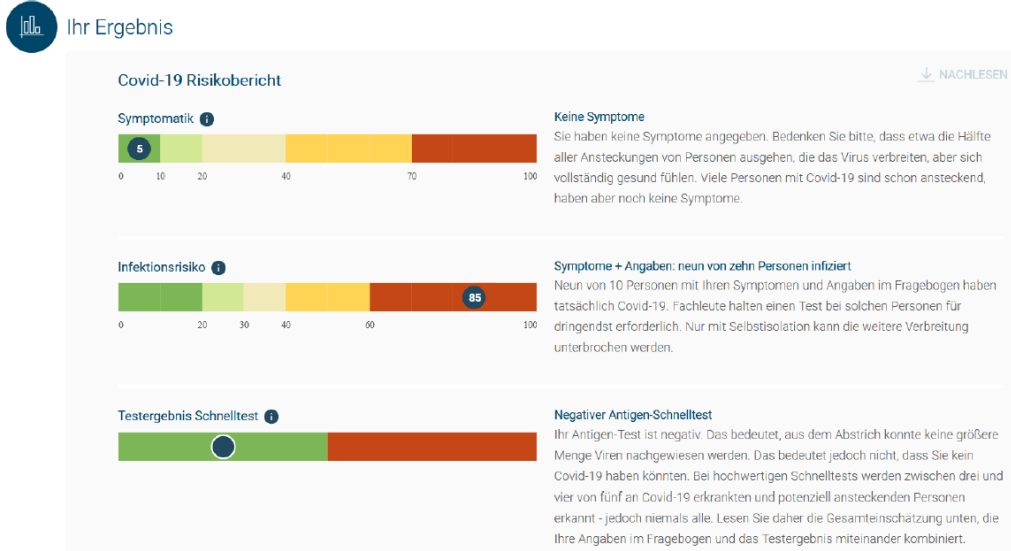 Ihr Ergebnis
Covid-19 Risikobericht
NACHLESEN
Symptomatik i
5
0 10 20 40 70 100
Keine Symptome
Sie haben keine Symptome angegeben. Bedenken Sie bitte, dass etwa die Hälfte
aller Ansteckungen von Personen ausgehen, die das Virus verbreiten, aber sich
vollständig gesund fühlen. Viele Personen mit Covid-19 sind schon ansteckend,
haben aber noch keine Symptome.
Infektionsrisiko i
85
0 20 30 40 60 100
Symptome + Angaben: neun von zehn Personen infiziert
Neun von 10 Personen mit Ihren Symptomen und Angaben im Fragebogen haben
tatsächlich Covid-19. Fachleute halten einen Test bei solchen Personen für
dringendst erforderlich. Nur mit Selbstisolation kann die weitere Verbreitung
unterbrochen werden.
Testergebnis Schnelltest i
Negativer Antigen-Schnelltest
Ihr Antigen-Test ist negativ. Das bedeutet, aus dem Abstrich konnte keine größere
Menge Viren nachgewiesen werden. Das bedeutet jedoch nicht, dass Sie kein
Covid-19 haben könnten. Bei hochwertigen Schnelltests werden zwischen drei und
vier von fünf an Covid-19 erkrankten und potenziell ansteckenden Personen
erkannt - jedoch niemals alle. Lesen Sie daher die Gesamteinschätzung unten, die
Ihre Angaben im Fragebogen und das Testergebnis miteinander kombiniert.